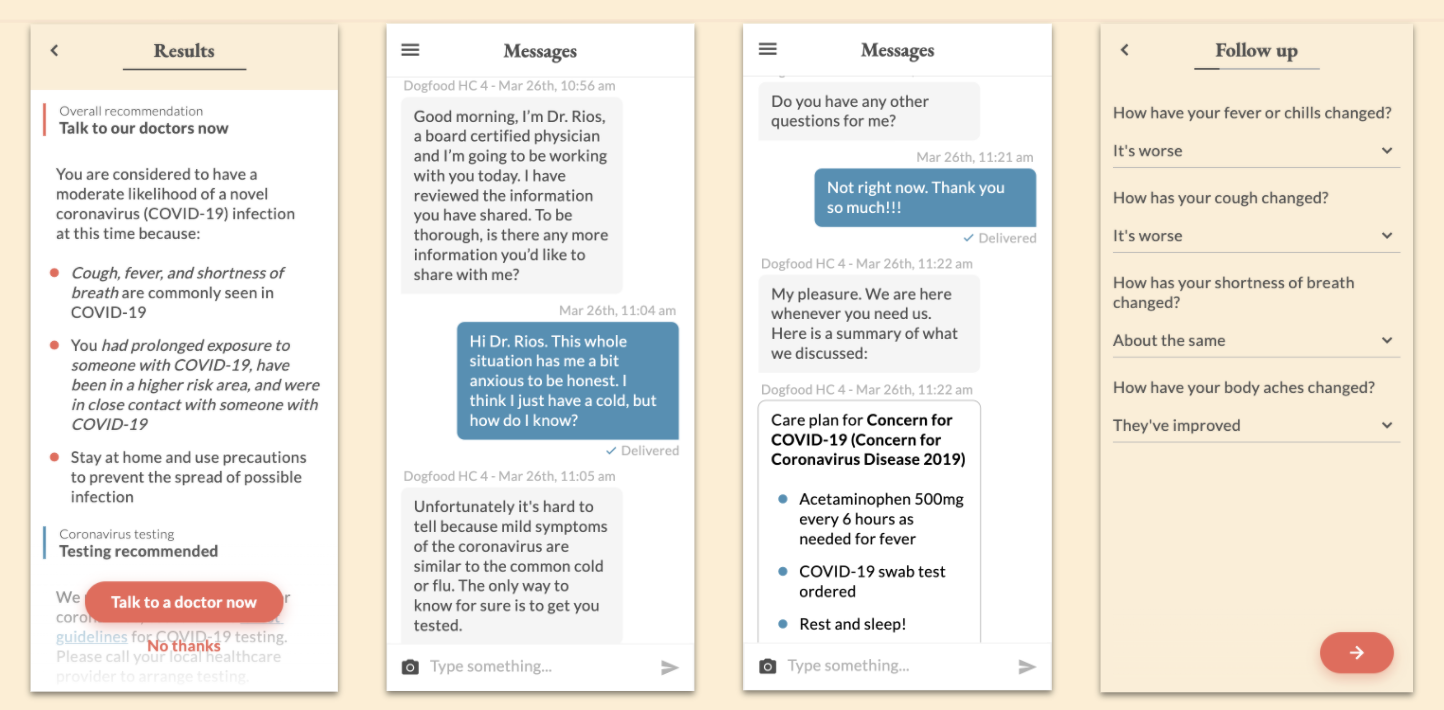 Results
Overall recommendation
Talk to our doctors now
You are considered to have a
moderate likelihood of a novel
coronavirus (COVID-19) infection
at this time because:
Cough, fever, and shortness of
breath are commonly seen in
COVID-19
You had prolonged exposure to
someone with COVID-19, have
been in a higher risk area, and were
in close contact with someone with
COVID-19
Stay at home and use precautions
to prevent the spread of possible
infection
Coronavirus testing
Testing recommended
We
Talk to a doctor now
guidelines for COVID-19 testing.
No thanks
Please call your local healthcare
provider to arrange testing.
Messages
Dogfood HC 4 - Mar 26th, 10:56 am
Good morning, I'm Dr. Rios,
a board certified physician
and I'm going to be working
with you today. I have
reviewed the information
you have shared. To be
thorough, is there any more
information you'd like to
share with me?
Mar 26th, 11:04 am
Hi Dr. Rios. This whole
situation has me a bit
anxious to be honest. I
think I just have a cold, but
how do I know?
Delivered
Dogfood HC 4 - Mar 26th, 11:05 am
Unfortunately it's hard to
tell because mild symptoms
of the coronavirus are
similar to the common cold
or flu. The only way to
know for sure is to get you
tested.
Type something...
Messages
Do you have any other
questions for me?
Mar 26th, 11:21 am
Not right now. Thank you
so much!!!
Delivered
Dogfood HC 4 - Mar 26th, 11:22 am
My pleasure. We are here
whenever you need us.
Here is a summary of what
we discussed:
Dogfood HC 4 - Mar 26th, 11:22 am
Care plan for Concern for
COVID-19 (Concern for
Coronavirus Disease 2019)
Acetaminophen 500mg
every 6 hours as
needed for fever
COVID-19 swab test
ordered
Rest and sleep!
Type something...
Follow up
How have your fever or chills changed?
It's worse
How has your cough changed?
It's worse
How has your shortness of breath
changed?
About the same
How have your body aches changed?
They've improved